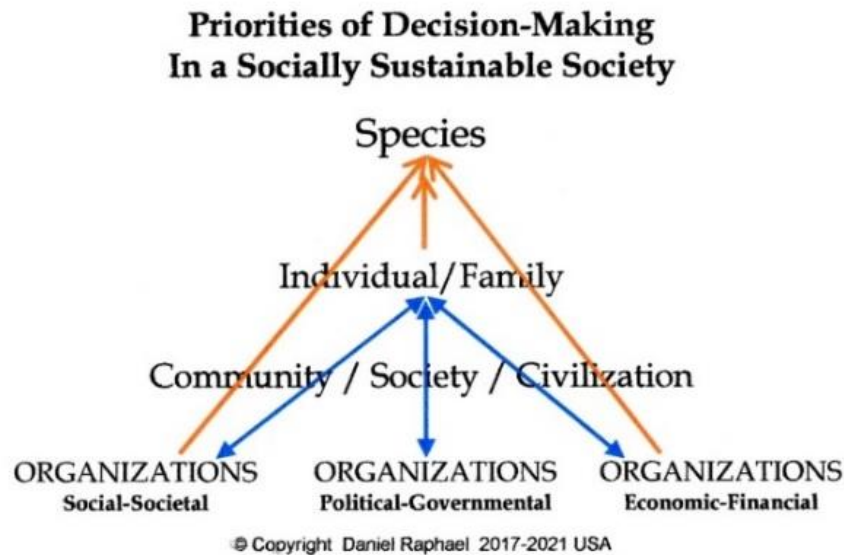 Priorities of Decision-Making
In a Socially Sustainable Society
Species
Individual/Family
Community / Society / Civilization
ORGANIZATIONS ORGANIZATIONS ORGANIZATIONS
Social-Societal Political-Governmental Economic-Financial
© Copyright Daniel Raphael 2017-2021 USA